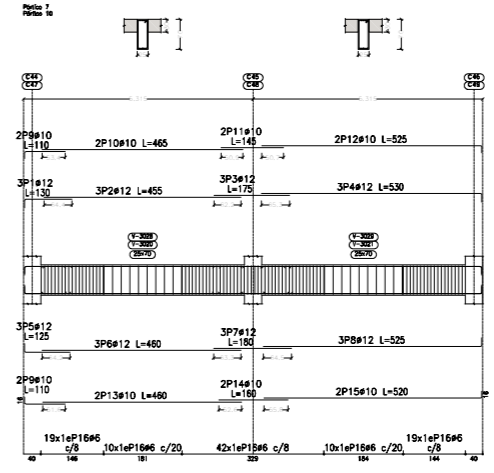 Pórtico 7
Pórtico 10
C44
C47
C45
C48
C46
C49
2P9ø10
L=110
2P10ø10 L=465
2P11ø10
L=145
2P12ø10 L=525
3P1ø12
L=130
3P2ø12 L=455
3P3ø12
L=175
3P4ø12 L=530
V-3028
V-3020
25x70
V-3029
V-3021
25x70
3P5ø12
L=125
3P6ø12 L=460
3P7ø12
L=180
3P8ø12 L=525
2P9ø10
L=110
2P13ø10 L=460
2P14ø10
L=160
2P15ø10 L=520
19x1eP16ø6
c/8
10x1eP16ø6 c/20
42x1eP16ø6 c/8
10x1eP16ø6 c/20
19x1eP16ø6
c/8
40 146 181 329 184 144 40